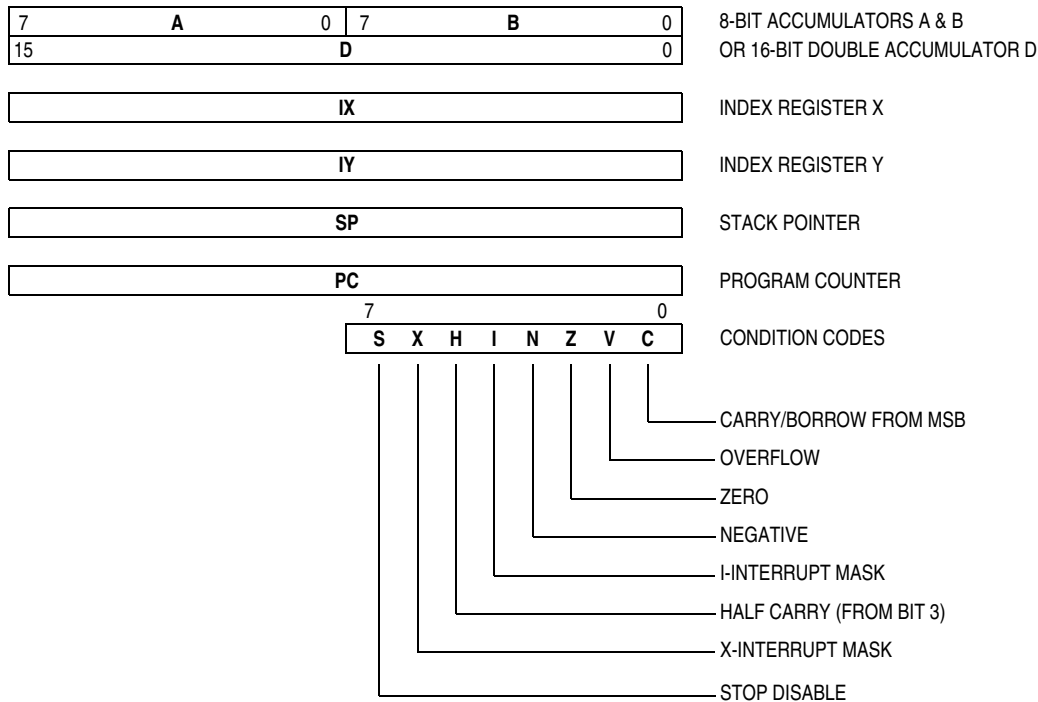 7 A 0 7 B 0 8-BIT ACCUMULATORS A & B
15 D 0 OR 16-BIT DOUBLE ACCUMULATOR D
IX INDEX REGISTER X
IY INDEX REGISTER Y
SP STACK POINTER
PC PROGRAM COUNTER
7 0
S X H I N Z V C CONDITION CODES
CARRY/BORROW FROM MSB
OVERFLOW
ZERO
NEGATIVE
I-INTERRUPT MASK
HALF CARRY (FROM BIT 3)
X-INTERRUPT MASK
STOP DISABLE